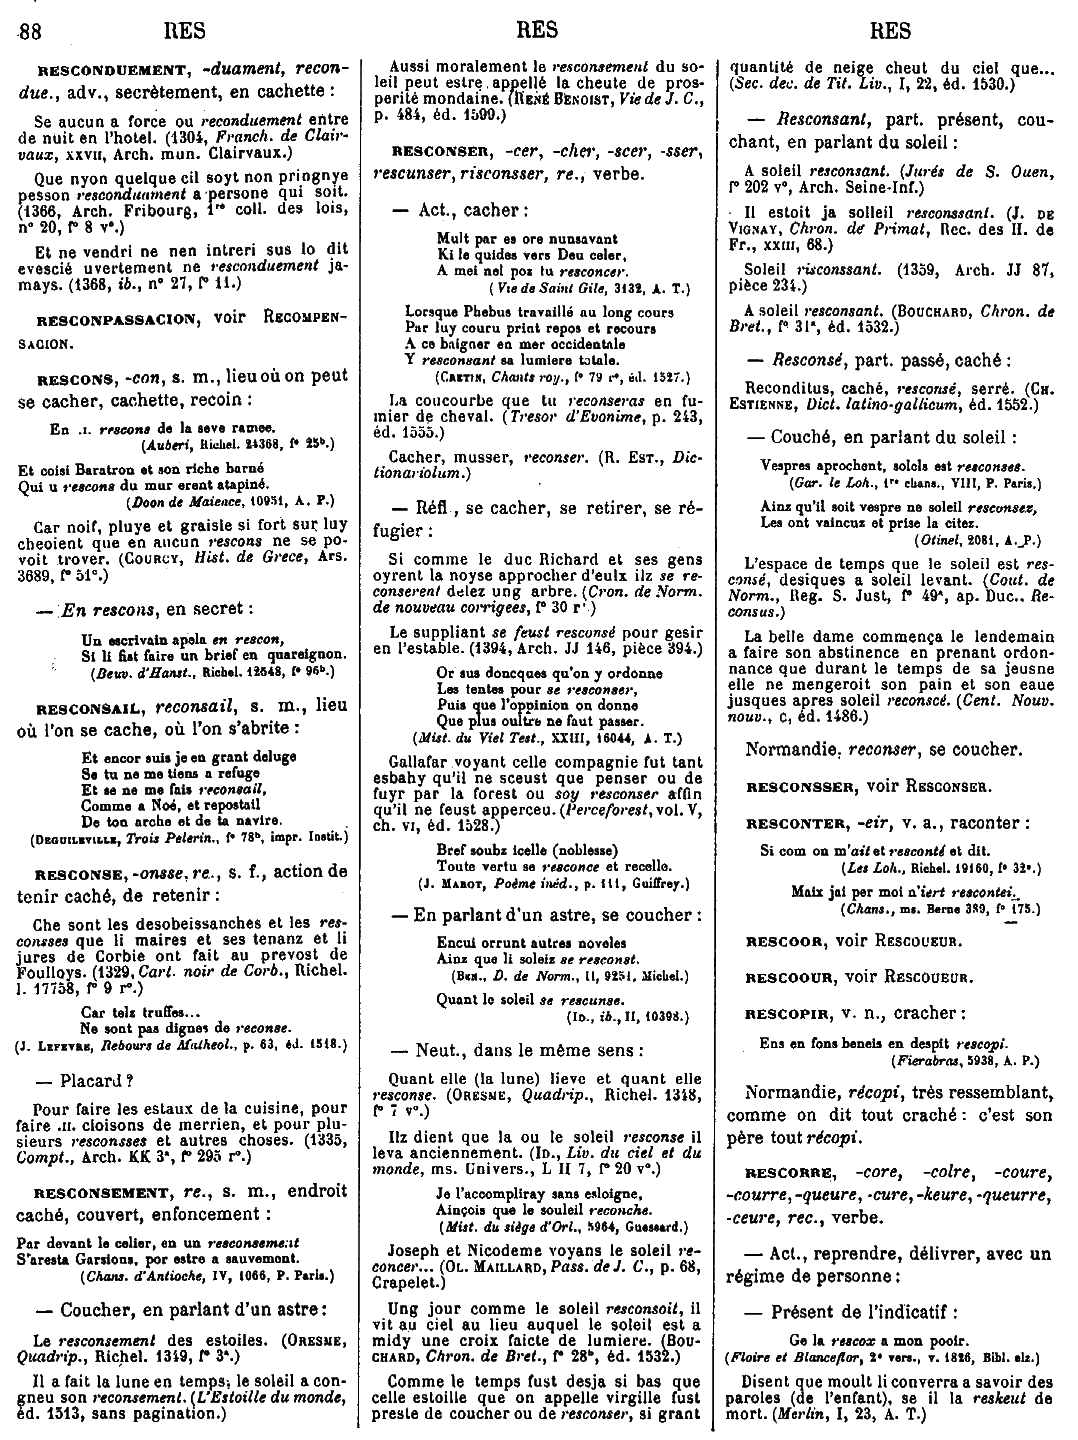 88 RES RES RES
RESCONDUEMENT, -duament, recon-
due., adv., secrètement, en cachette :
Se aucun a force ou reconduement entre
de nuit en l'hotel. (1304, Franch. de Clair-
vaux, XXVII, Arch. mun. Clairvaux.)
Que nyon quelque cil soyt non pringnye
pesson resconduament a persone qui soit.
(1366, Arch. Fribourg, 1re coll. des lois,
n° 20, f° 8 v°.)
Et ne vendri ne nen intreri sus lo dit
evescié uvertement ne resconduement ja-
mays. (1368, ib., n° 27, f° 11.)
RESCONPASSACION, voir RECOMPEN-
SACION.
RESCONS, -con, s. m., lieu où on peut
se cacher, cachette, recoin :
En .I. rescons de la seve ramee.
(Auberi, Richel. 24368, f° 25b.)
Et coisi Baratron et son riche barné
Qui u rescons du mur erent atapiné.
(Doon de Maience, 10951, A. P.)
Car noif, pluye et graisle si fort sur luy
cheoient que en aucun rescons ne se po-
voit trover. (COURCY, Hist. de Grece, Ars.
3689, f° 51c.)
— En rescons, en secret :
Un escrivain apela en rescon,
Si li fist faire un brief en quareignon.
(Beuv. d'Hanst., Richel. 12548, f° 96b.)
RESCONSAIL, reconsail, s. m., lieu
où l'on se cache, où l'on s'abrite :
Et encor suis je en grant deluge
Se tu ne me tiens a refuge
Et se ne me fais reconsail,
Comme a Noé, et repostail
De ton arche et de ta navire.
(DEGUILEVILLE, Trois Pelerin., f° 78b, impr. Instit.)
RESCONSE, -onsse, re., s. f., action de
tenir caché, de retenir :
Che sont les desobeissanches et les res-
consses que li maires et ses tenanz et li
jures de Corbie ont fait au prevost de
Foulloys. (1329, Cart. noir de Corb., Richel.
l. 17758, f° 9 r°.)
Car telz truffes...
Ne sont pas dignes de reconse.
(J. LEFEVRE, Rebours de Matheol., p. 63, éd. 1518.)
— Placard ?
Pour faire les estaux de la cuisine, pour
faire .II. cloisons de merrien, et pour plu-
sieurs resconsses et autres choses. (1335,
Compt., Arch. KK 3a, f° 295 r°.)
RESCONSEMENT, re., s. m., endroit
caché, couvert, enfoncement :
Par devant le celier, en un resconsement
S'aresta Garsions, por estre a sauvement.
(Chans. d'Antioche, IV, 1066, P. Paris.)
— Coucher, en parlant d'un astre :
Le resconsement des estoiles. (ORESME,
Quadrip., Richel. 1349, f° 3a.)
Il a fait la lune en temps; le soleil a con-
gneu son reconsement. (L'Estoille du monde,
éd. 1513, sans pagination.)
Aussi moralement le resconsement du so-
leil peut estre appellé la cheute de pros-
perité mondaine. (RENÉ BENOIST, Vie de J. C.,
p. 484, éd. 1599.)
RESCONSER, -cer, -cher, -scer, -sser,
rescunser, risconsser, re., verbe.
— Act., cacher :
Mult par es ore nunsavant
Ki le quides vers Deu celer,
A mei nel poz tu resconcer.
(Vie de Saint Gile, 3132, A. T.)
Lorsque Phebus travaillé au long cours
Par luy couru print repos et recours
A ce baigner en mer occidentale
Y resconsant sa lumiere totale.
(CRETIN, Chants roy., f° 79 r°, éd. 1527.)
La coucourbe que tu reconseras en fu-
mier de cheval. (Tresor d'Evonime, p. 243,
éd. 1555.)
Cacher, musser, reconser. (R. EST., Dic-
tionariolum.)
— Réfl., se cacher, se retirer, se ré-
fugier :
Si comme le duc Richard et ses gens
oyrent la noyse approcher d'eulx ilz se re-
conserent delez ung arbre. (Cron. de Norm.
de nouveau corrigees, f° 30 r°.)
Le suppliant se feust resconsé pour gesir
en l'estable. (1394, Arch. JJ 146, pièce 394.)
Or sus doncques qu'on y ordonne
Les tentes pour se resconser,
Puis que l'oppinion on donne
Que plus oultre ne faut passer.
(Mist. du Viel Test., XXIII, 16044, A. T.)
Gallafar voyant celle compagnie fut tant
esbahy qu'il ne sceust que penser ou de
fuyr par la forest ou soy resconser affin
qu'il ne feust apperceu. (Perceforest, vol. V,
ch. VI, éd. 1528.)
Bref soubz icelle (noblesse)
Toute vertu se resconce et recelle.
(J. MAROT, Poème inéd., p. 111, Guiffrey.)
— En parlant d'un astre, se coucher :
Encui orrunt autres noveles
Ainz que li soleiz se resconst.
(BEN., D. de Norm., II, 9251, Michel.)
Quant le soleil se rescunse.
(ID., ib., II, 10398.)
— Neut., dans le même sens :
Quant elle (la lune) lieve et quant elle
resconse. (ORESME, Quadrip., Richel. 1348,
f° 7 v°.)
Ilz dient que la ou le soleil resconse il
leva anciennement. (ID., Liv. du ciel et du
monde, ms. Univers., L II 7, f° 20 v°.)
Je l'accompliray sans esloigne,
Ainçois que le souleil reconche.
(Mist. du siège d'Orl., 5964, Guessard.)
Joseph et Nicodeme voyans le soleil re-
concer... (OL. MAILLARD, Pass. de J. C., p. 68,
Crapelet.)
Ung jour comme le soleil resconsoit, il
vit au ciel au lieu auquel le soleil est a
midy une croix faicte de lumiere. (BOU-
CHARD, Chron. de Bret., f° 28b, éd. 1532.)
Comme le temps fust desja si bas que
celle estoille que on appelle virgille fust
preste de coucher ou de resconser, si grant
quantité de neige cheut du ciel que...
(Sec. dec. de Tit. Liv., I, 22, éd. 1530.)
— Resconsant, part. présent, cou-
chant, en parlant du soleil :
A soleil resconsant. (Jurés de S. Ouen,
f° 202 v°, Arch. Seine-Inf.)
Il estoit ja solleil resconssant. (J. DE
VIGNAY, Chron. de Primat, Rec. des H. de
Fr., XXIII, 68.)
Soleil risconssant. (1359, Arch. JJ 87,
pièce 234.)
A soleil resconsant. (BOUCHARD, Chron. de
Bret., f° 31a, éd. 1532.)
— Resconsé, part. passé, caché :
Reconditus, caché, resconsé, serré. (CH.
ESTIENNE, Dict. latino-gallicum, éd. 1552.)
— Couché, en parlant du soleil :
Vespres aprochent, solels est resconses.
(Gar. le Loh., 1re chans., VIII, P. Paris.)
Ainz qu'il soit vespre ne soleil resconsez,
Les ont vaincuz et prise la citez.
(Otinel, 2081, A. P.)
L'espace de temps que le soleil est res-
consé, desiques a soleil levant. (Cout. de
Norm., Reg. S. Just, f° 49a, ap. Duc., Re-
consus.)
La belle dame commença le lendemain
a faire son abstinence en prenant ordon-
nance que durant le temps de sa jeusne
elle ne mengeroit son pain et son eaue
jusques apres soleil reconscé. (Cent. Nouv.
nouv., C, éd. 1486.)
Normandie, reconser, se coucher.
RESCONSSER, voir RESCONSER.
RESCONTER, -eir, v. a., raconter :
Si com on m'ait et resconté et dit.
(Les Loh., Richel. 19160, f° 32a.)
Maix jai per moi n'iert rescontei.
(Chans., ms. Berne 389, f° 175.)
RESCOOR, voir RESCOUEUR.
RESCOOUR, voir RESCOUEUR.
RESCOPIR, v. n., cracher :
Ens en fons beneis en despit rescopi.
(Fierabras, 5938, A. P.)
Normandie, récopi, très ressemblant,
comme on dit tout craché : c'est son
père tout récopi.
RESCORRE, -core, -colre, -coure,
-courre, -queure, -cure, -keure, -queurre,
-ceure, rec., verbe.
— Act., reprendre, délivrer, avec un
régime de personne :
— Présent de l'indicatif :
Ge la rescox a mon pooir.
(Floire et Blanceflor, 2e vers., v. 1826, Bibl. elz.)
Disent que moult li converra a savoir des
paroles (de l'enfant), se il la reskeut de
mort. (Merlin, I, 23, A. T.)